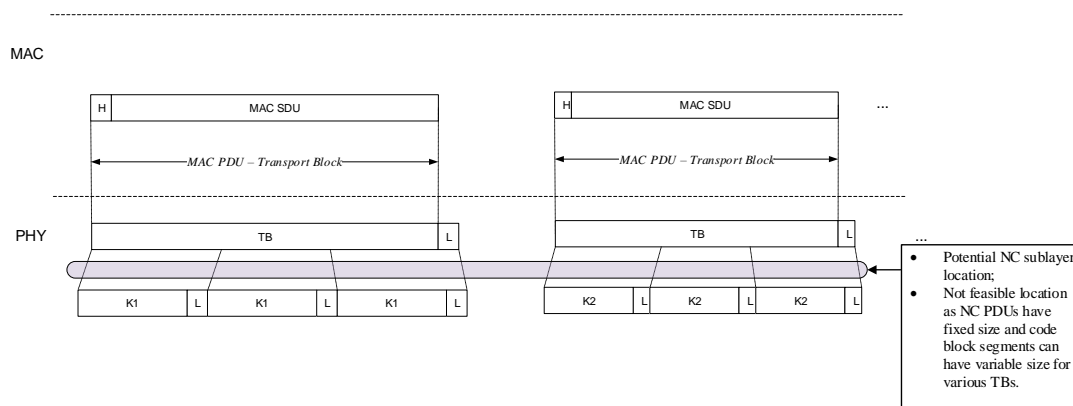 MAC
H MAC SDU
H MAC SDU
...
MAC PDU – Transport Block
MAC PDU – Transport Block
PHY
TB L
TB L
...
K1 L K1 L K1 L
K2 L K2 L K2 L
• Potential NC sublayer
location;
• Not feasible location
as NC PDUs have
fixed size and code
block segments can
have variable size for
various TBs.